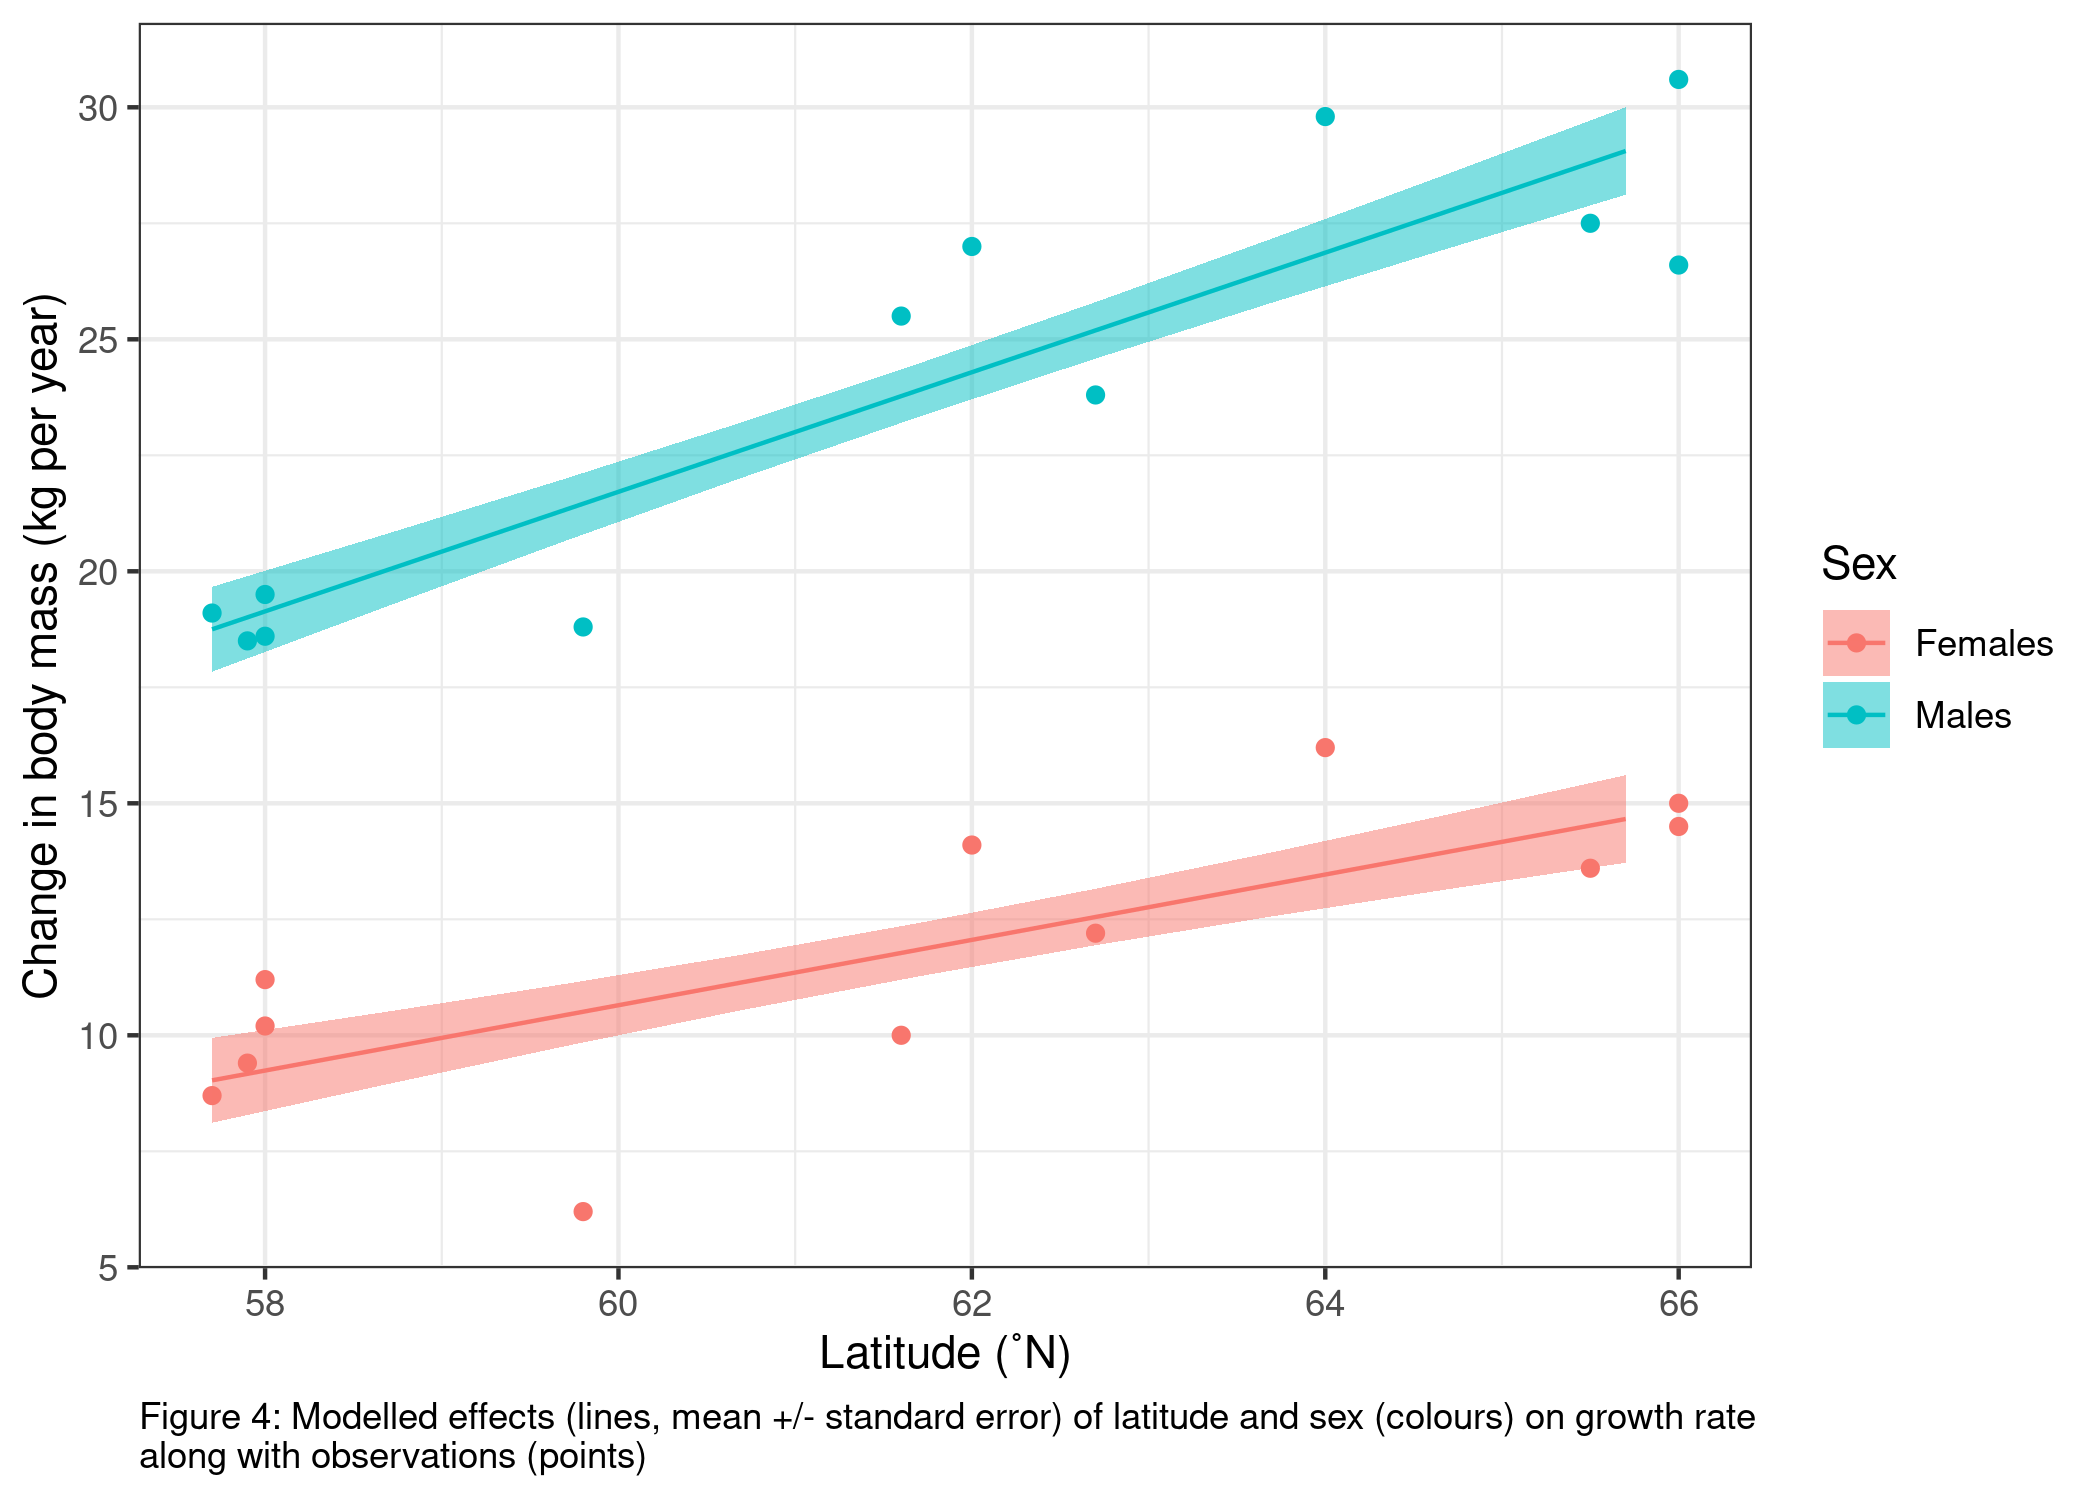 30
25
20
15
10
5
Change in body mass (kg per year)
58 60 62 64 66
Latitude (˚N)
Sex
Females
Males
Figure 4: Modelled effects (lines, mean +/- standard error) of latitude and sex (colours) on growth rate
along with observations (points)